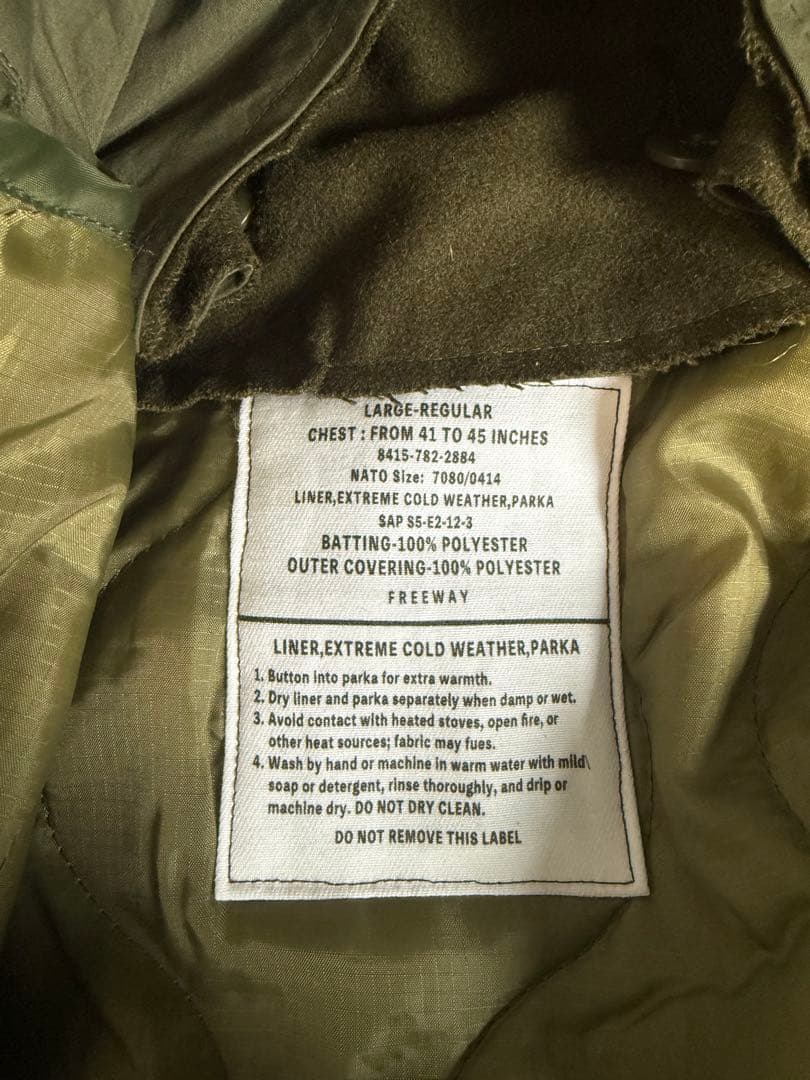 LARGE-REGULAR
CHEST : FROM 41 TO 45 INCHES
8415-782-2884
NATO Size: 7080/0414
LINER,EXTREME COLD WEATHER,PARKA
SAP S5-E2-12-3
BATTING-100% POLYESTER
OUTER COVERING-100% POLYESTER
FREEWAY
LINER,EXTREME COLD WEATHER,PARKA
1. Button into parka for extra warmth.
2. Dry liner and parka separately when damp or wet.
3. Avoid contact with heated stoves, open fire, or
other heat sources; fabric may fues.
4. Wash by hand or machine in warm water with mild\
soap or detergent, rinse thoroughly, and drip or
machine dry. DO NOT DRY CLEAN.
DO NOT REMOVE THIS LABEL